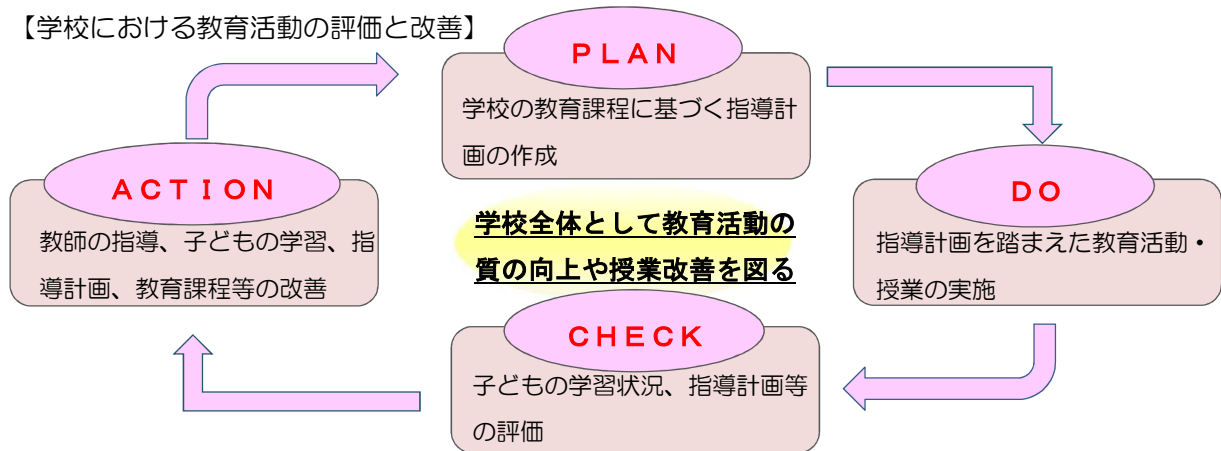 【学校における教育活動の評価と改善】
ＰＬＡＮ
学校の教育課程に基づく指導計
画の作成
ＤＯ
指導計画を踏まえた教育活動・
授業の実施
ＣＨＥＣＫ
子どもの学習状況、指導計画等
の評価
ＡＣＴＩＯＮ
教師の指導、子どもの学習、指
導計画、教育課程等の改善
学校全体として教育活動の
質の向上や授業改善を図る